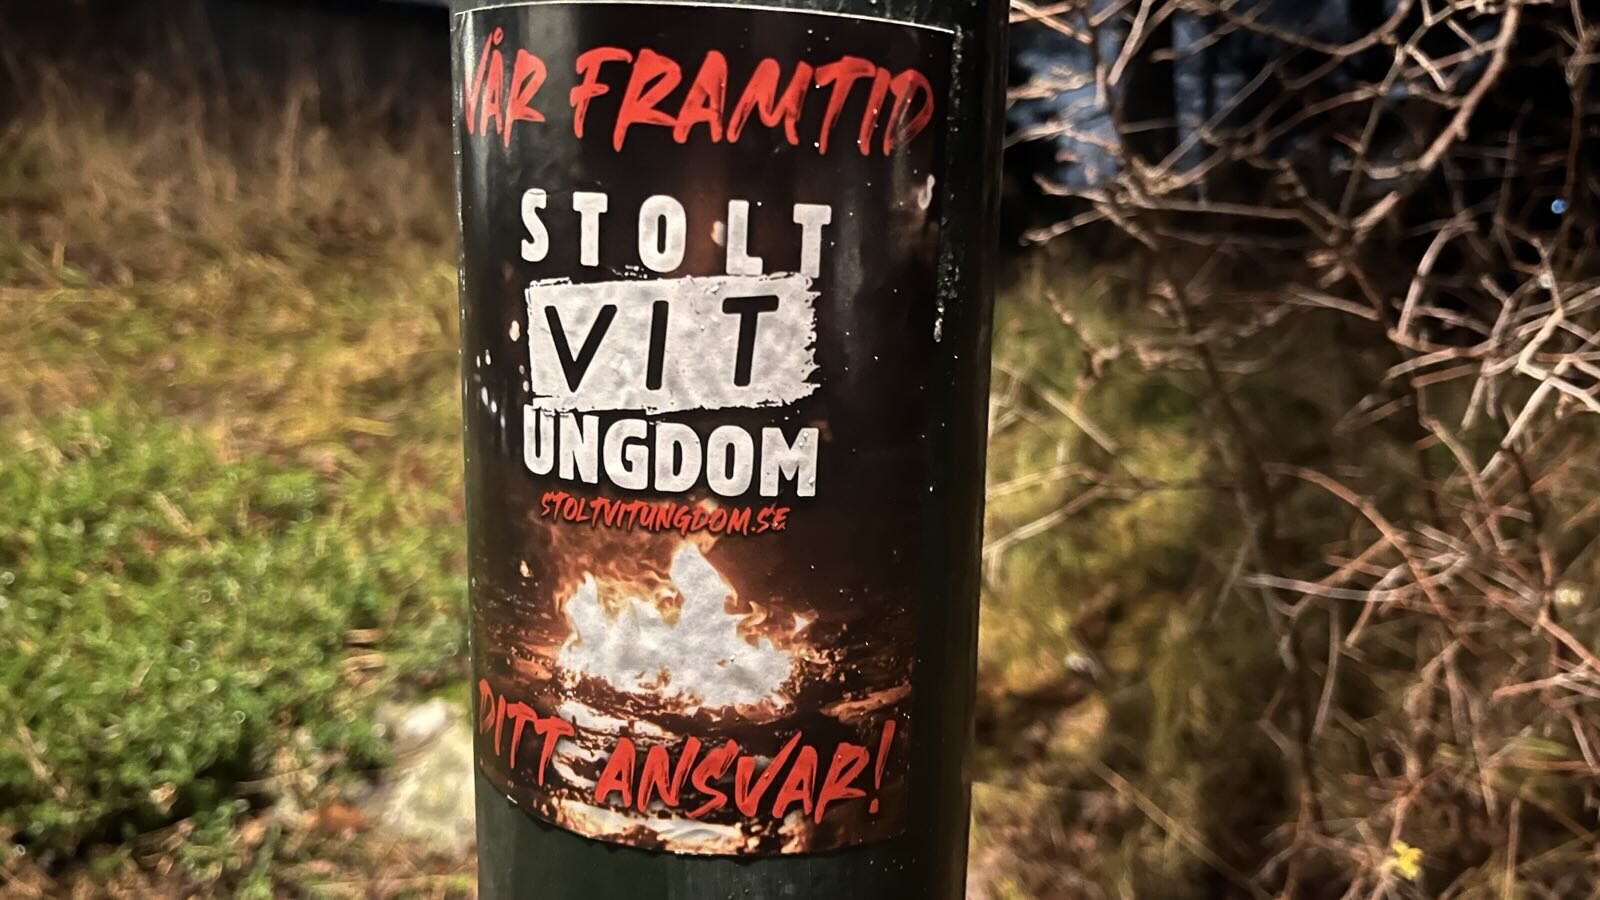 VÅR FRAMTID
STOLT
VIT
UNGDOM
STOLTVITUNGDOM.SE
DITT ANSVAR!